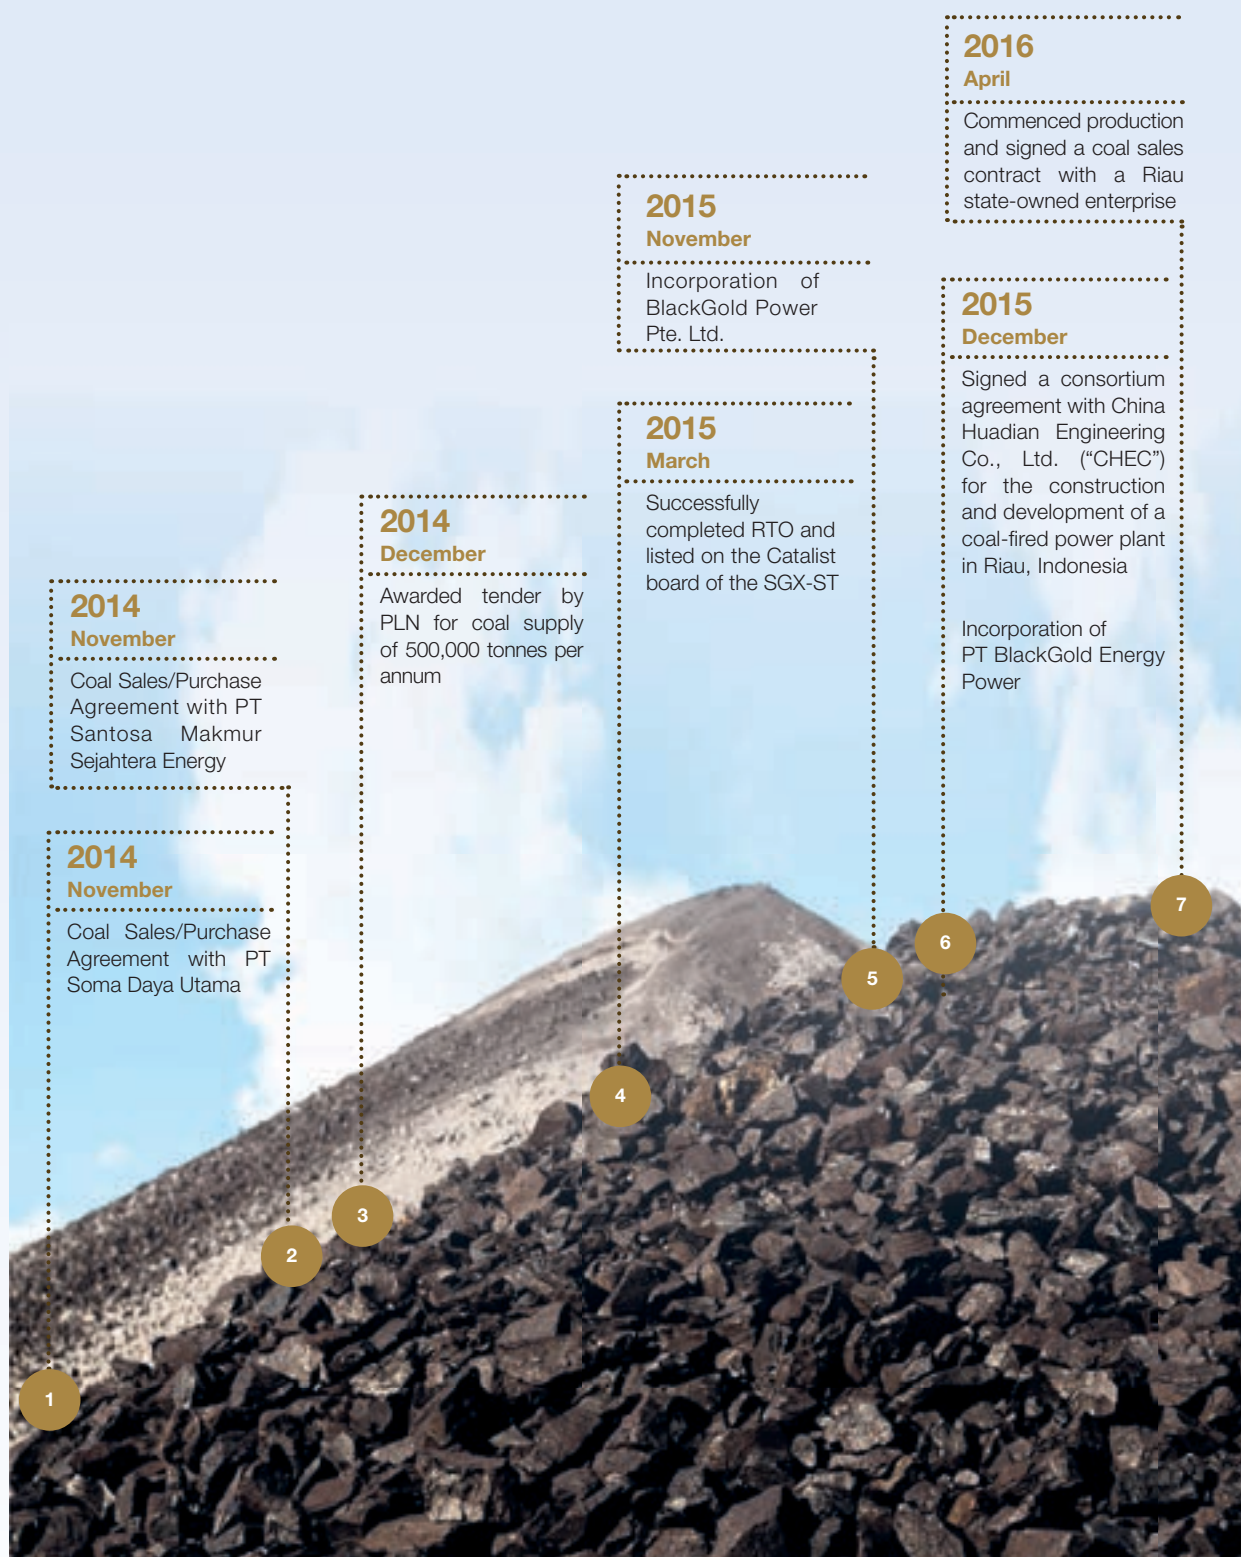 2014
November
Coal Sales/Purchase
Agreement with PT
Soma Daya Utama
2014
November
Coal Sales/Purchase
Agreement with PT
Santosa Makmur
Sejahtera Energy
2014
December
Awarded tender by
PLN for coal supply
of 500,000 tonnes per
annum
2015
March
Successfully
completed RTO and
listed on the Catalist
board of the SGX-ST
2015
November
Incorporation of
BlackGold Power
Pte. Ltd.
2015
December
Signed a consortium
agreement with China
Huadian Engineering
Co., Ltd. (“CHEC”)
for the construction
and development of a
coal-fired power plant
in Riau, Indonesia
Incorporation of
PT BlackGold Energy
Power
2016
April
Commenced production
and signed a coal sales
contract with a Riau
state-owned enterprise
1
2
3
4
5
6
7